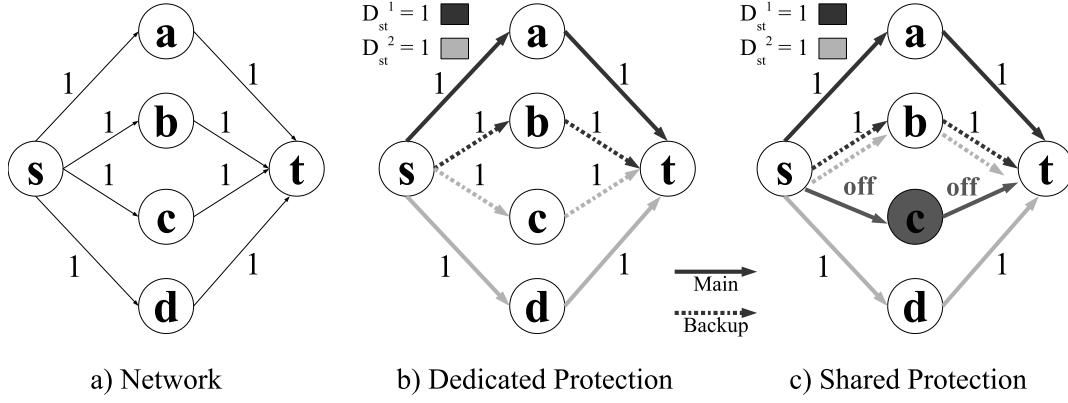 a
1
1
b
1
1
s
t
1
1
c
1
1
d
a) Network
D_st^1 = 1
D_st^2 = 1
a
1
1
b
1
1
s
t
1
1
c
1
1
d
b) Dedicated Protection
Main
Backup
D_st^1 = 1
D_st^2 = 1
a
1
1
b
1
1
s
t
off
off
c
1
1
d
c) Shared Protection